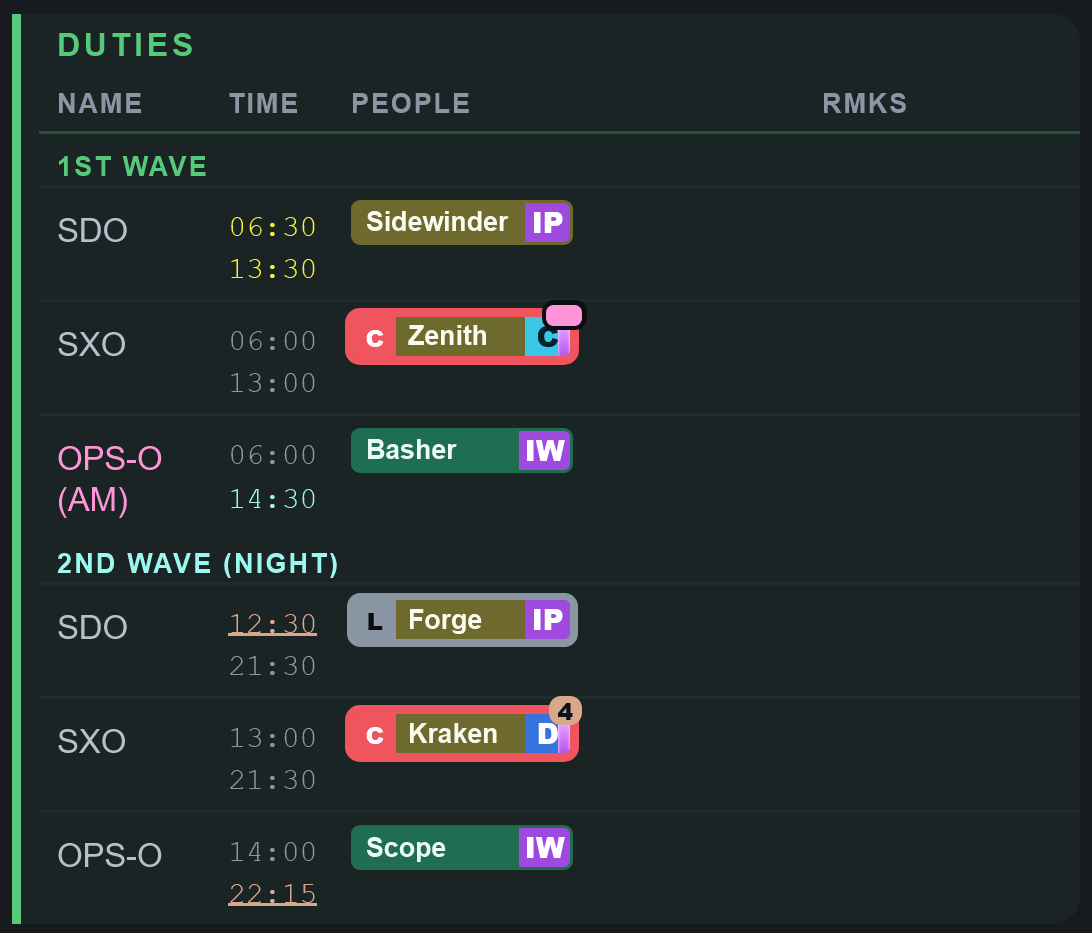 DUTIES
NAME TIME PEOPLE RMKS
1ST WAVE
SDO 06:30 Sidewinder IP
13:30
SXO 06:00 C Zenith C
13:00
OPS-O 06:00 Basher IW
(AM) 14:30
2ND WAVE (NIGHT)
SDO 12:30 L Forge IP
21:30
SXO 13:00 C Kraken D 4
21:30
OPS-O 14:00 Scope IW
22:15